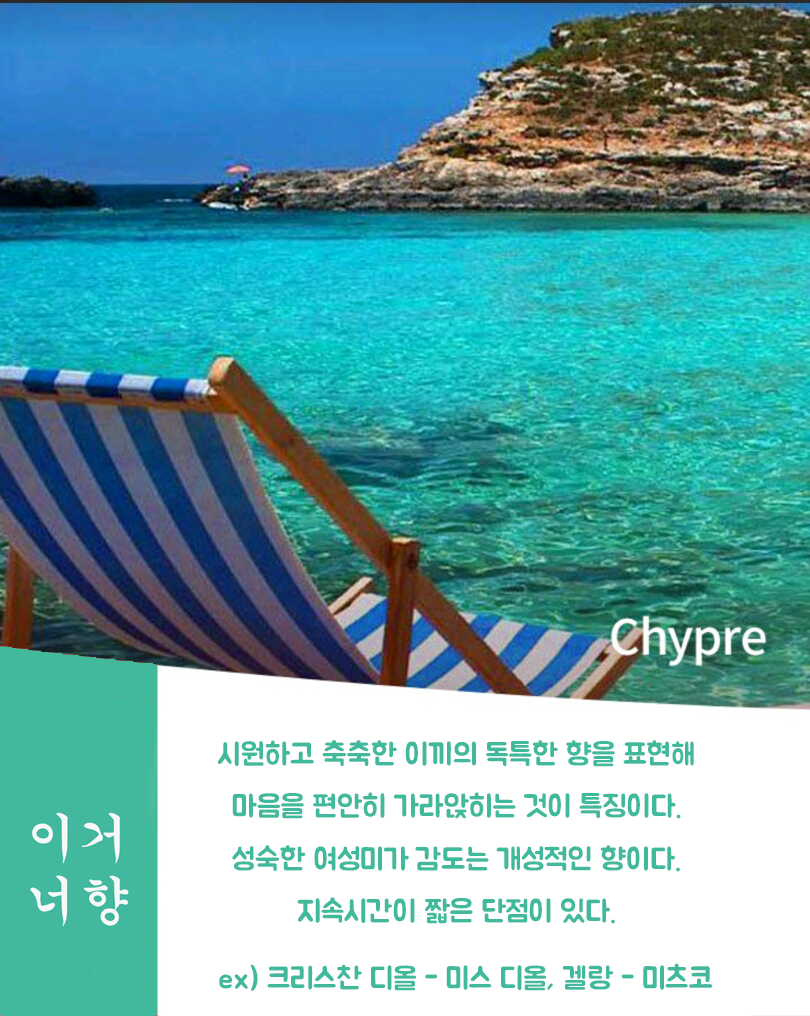 Chypre
시원하고 축축한 이끼의 독특한 향을 표현해
마음을 편안히 가라앉히는 것이 특징이다.
성숙한 여성미가 감도는 개성적인 향이다.
지속시간이 짧은 단점이 있다.
ex) 크리스찬 디올 - 미스 디올, 겔랑 - 미츠코
이거
너향